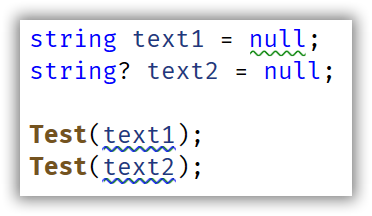 string text1 = null;
string? text2 = null;
Test(text1);
Test(text2);